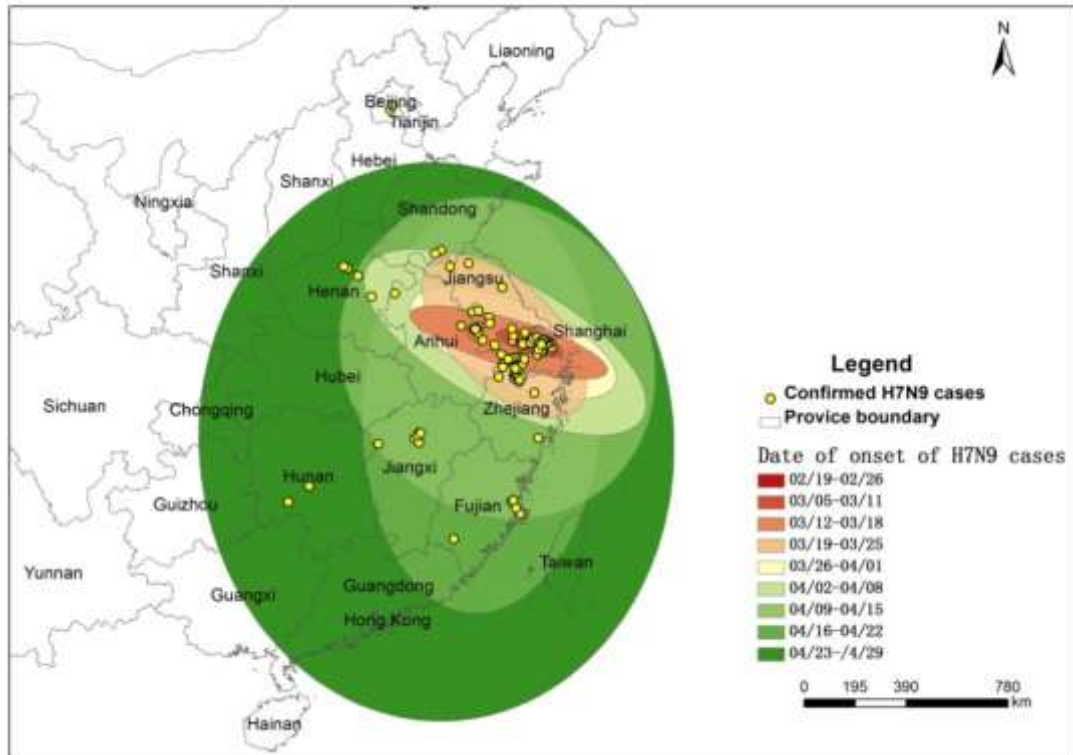 N
Liaoning
Beijing
Tianjin
Hebei
Shanxi
Ningxia
Shandong
Shanxi
Jiangsu
Henan
Shanghai
Anhui
Hubei
Sichuan
Chongqing
Zhejiang
Jiangxi
Hunan
Guizhou
Fujian
Yunnan
Taiwan
Guangdong
Guangxi
Hong Kong
Hainan
Legend
Confirmed H7N9 cases
Provice boundary
Date of onset of H7N9 cases
02/19-02/26
03/05-03/11
03/12-03/18
03/19-03/25
03/26-04/01
04/02-04/08
04/09-04/15
04/16-04/22
04/23-/4/29
0 195 390 780
km